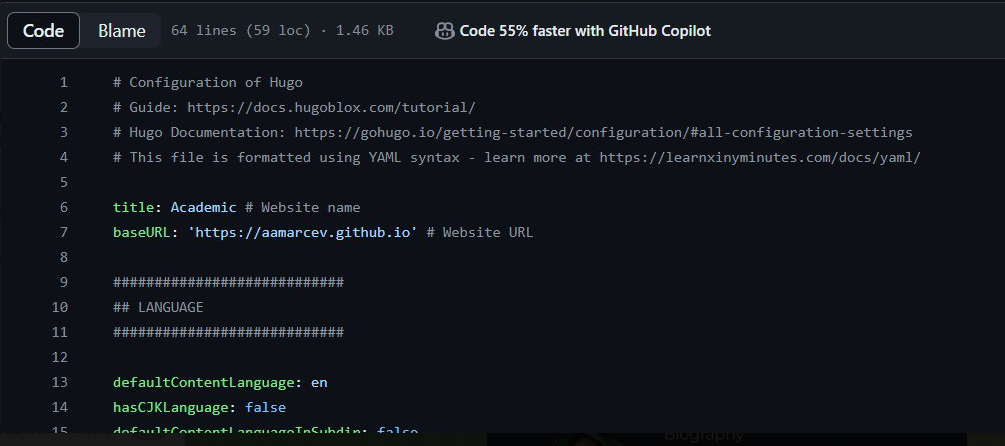 Code Blame 64 lines (59 loc) · 1.46 KB Code 55% faster with GitHub Copilot
1 # Configuration of Hugo
2 # Guide: https://docs.hugoblox.com/tutorial/
3 # Hugo Documentation: https://gohugo.io/getting-started/configuration/#all-configuration-settings
4 # This file is formatted using YAML syntax - learn more at https://learnxinyminutes.com/docs/yaml/
5
6 title: Academic # Website name
7 baseURL: 'https://aamarcev.github.io' # Website URL
8
9 ############################
10 ## LANGUAGE
11 ############################
12
13 defaultContentLanguage: en
14 hasCJKLanguage: false
15 defaultContentLanguageInSubdir: false
Biography